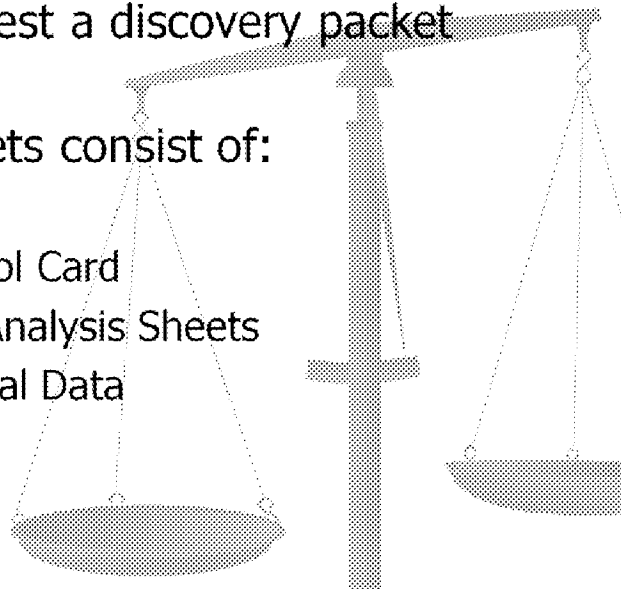 est a discovery packet
ets consist of:
ol Card
Analysis Sheets
al Data